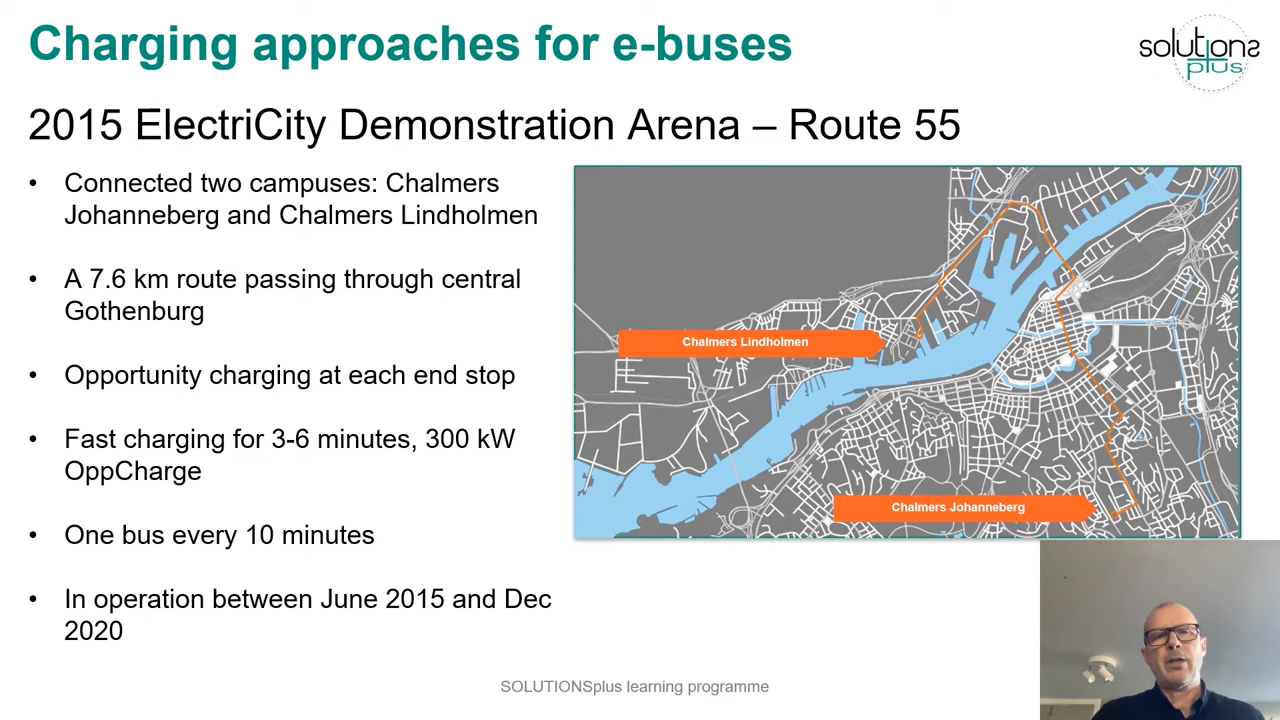 Charging approaches for e-buses
solutions
plus
2015 ElectriCity Demonstration Arena – Route 55
• Connected two campuses: Chalmers
Johanneberg and Chalmers Lindholmen
• A 7.6 km route passing through central
Gothenburg
• Opportunity charging at each end stop
• Fast charging for 3-6 minutes, 300 kW
OppCharge
• One bus every 10 minutes
• In operation between June 2015 and Dec
2020
Chalmers Lindholmen
Chalmers Johanneberg
SOLUTIONSplus learning programme